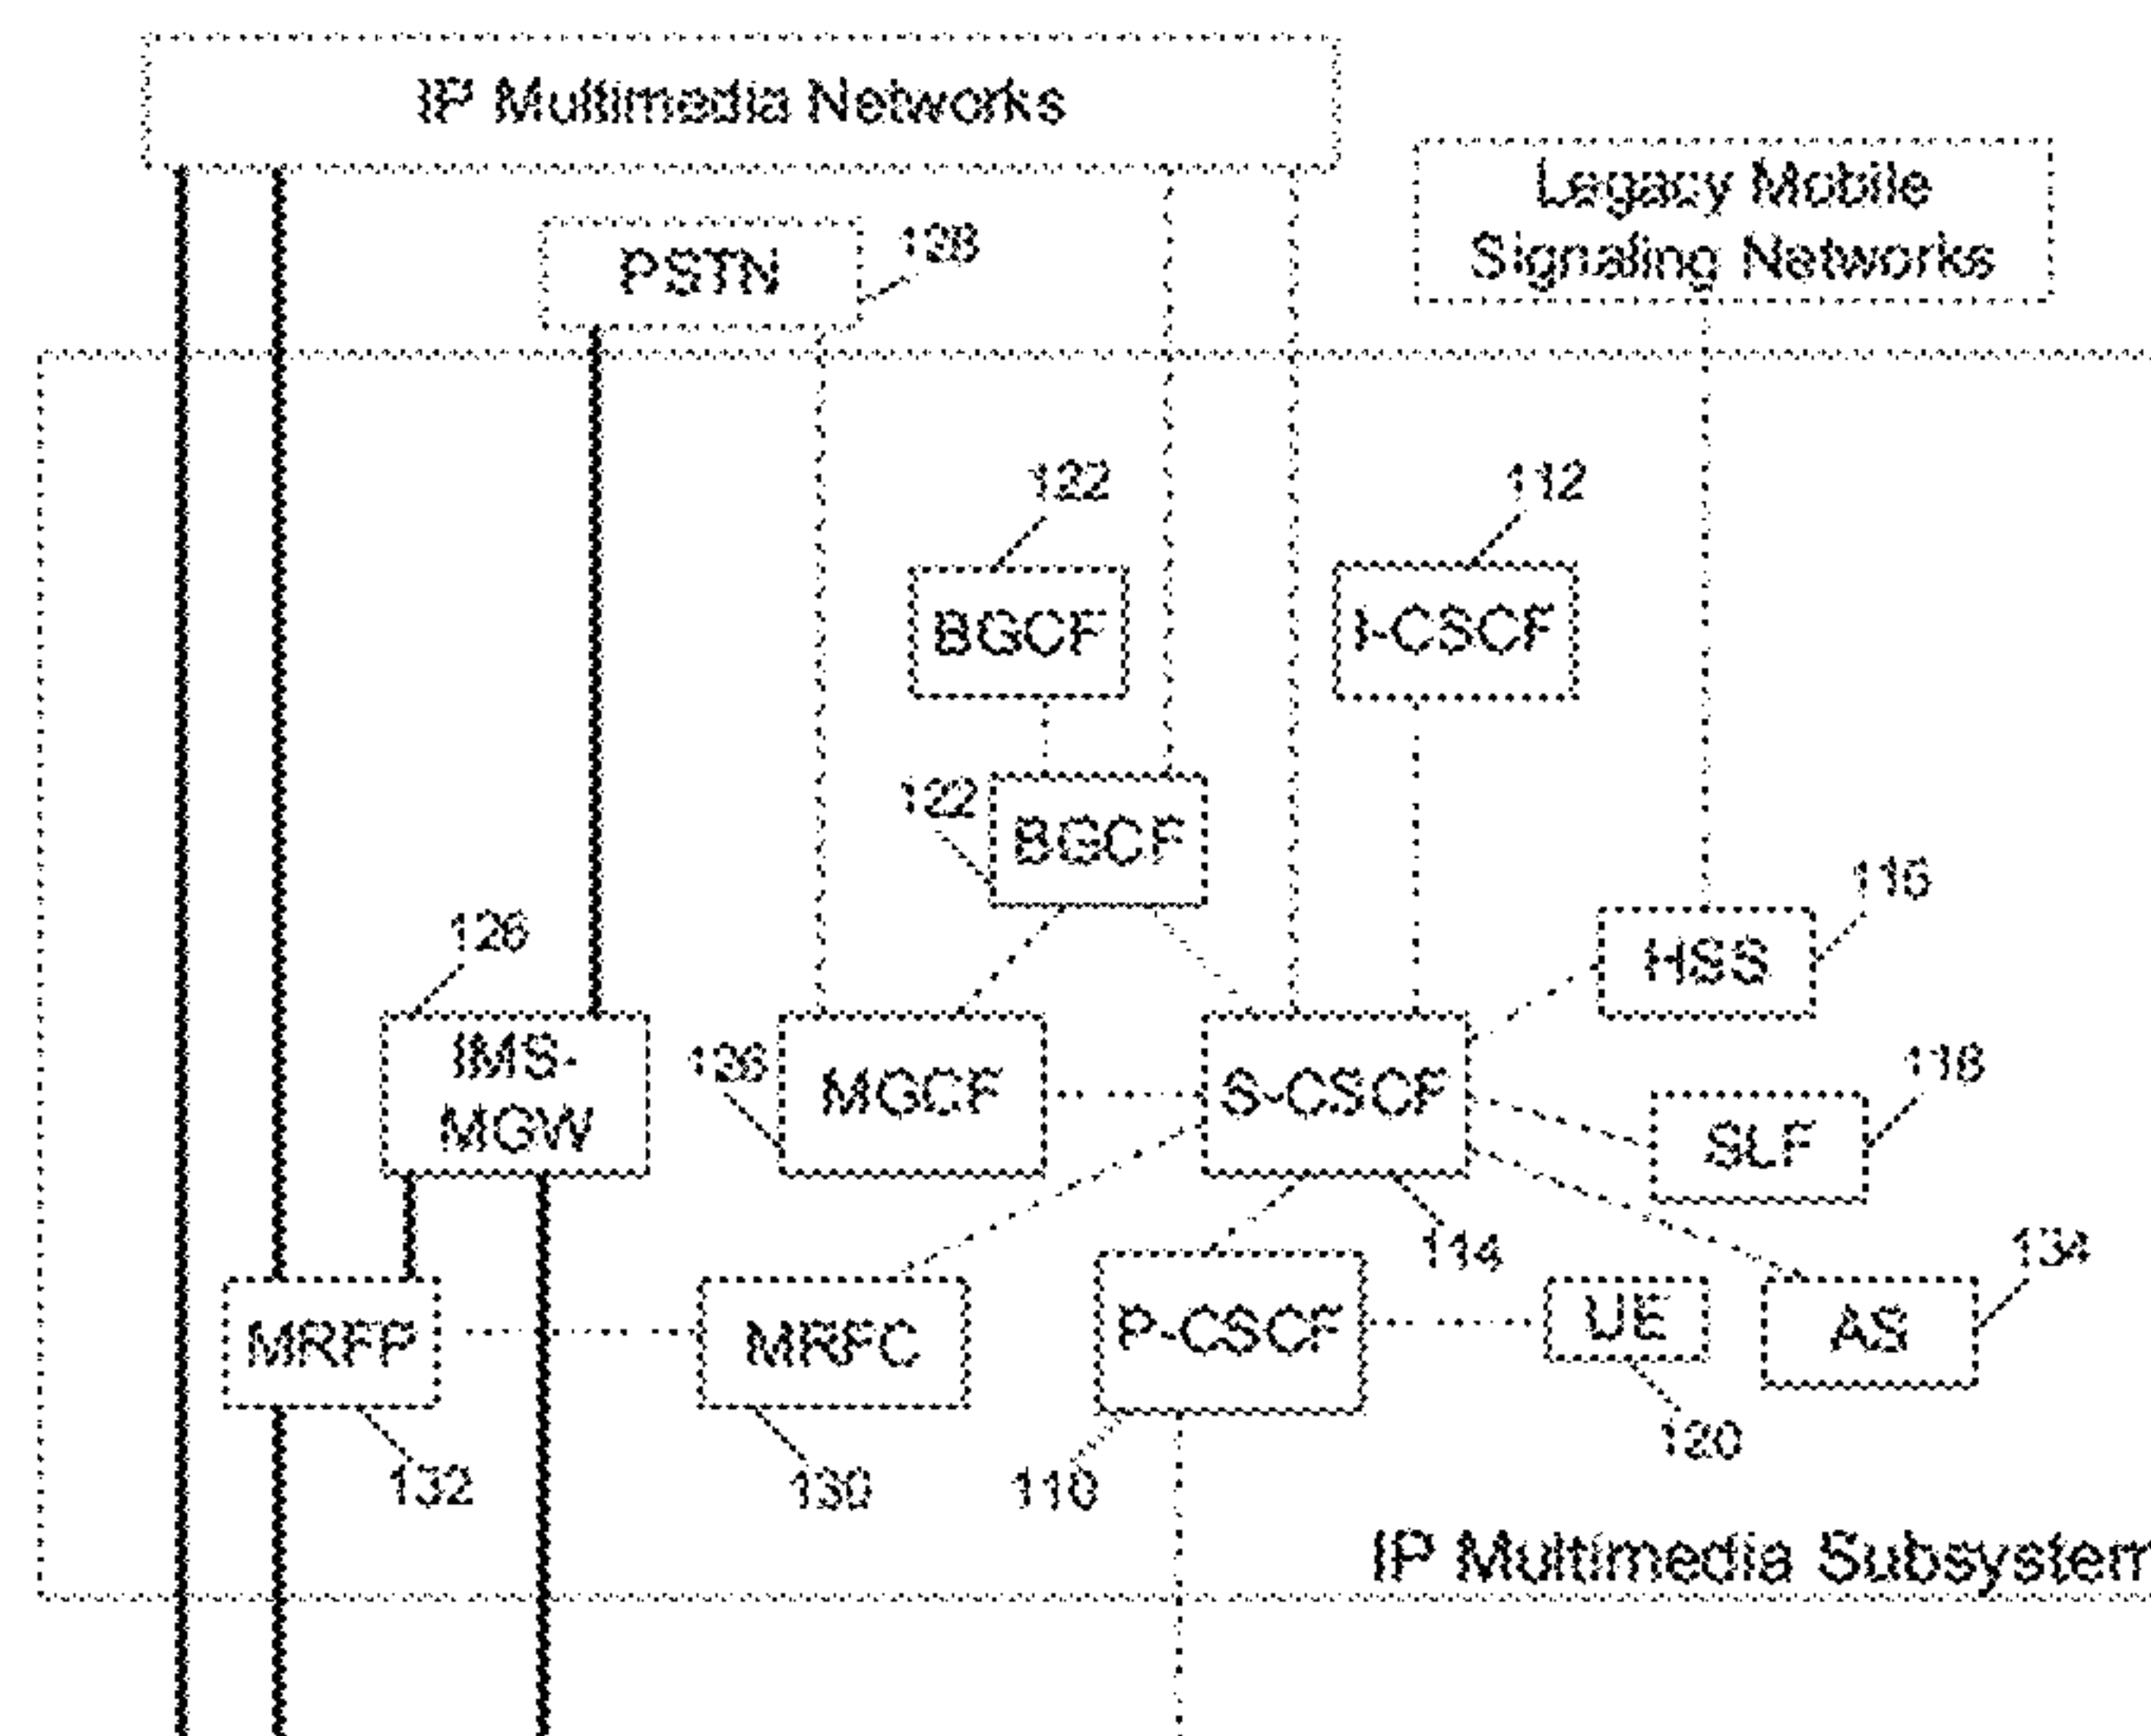 IP Multimedia Networks
Legacy Mobile
Signaling Networks
PSTN
138
122
112
BGCF
I-CSCF
122
BGCF
116
126
HSS
IMS-
MGW
136
MGCF
S-CSCF
118
SLF
114
134
MRFP
MRFC
P-CSCF
UE
AS
120
132
130
110
IP Multimedia Subsystem